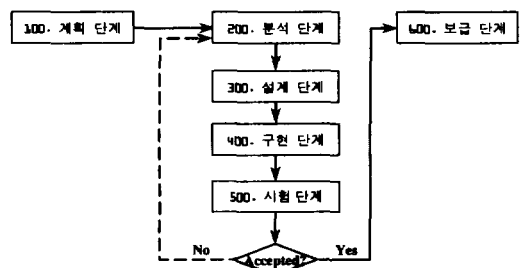 100. 계획 단계
200. 분석 단계
600. 보급 단계
300. 설계 단계
400. 구현 단계
500. 시험 단계
No
Accepted?
Yes